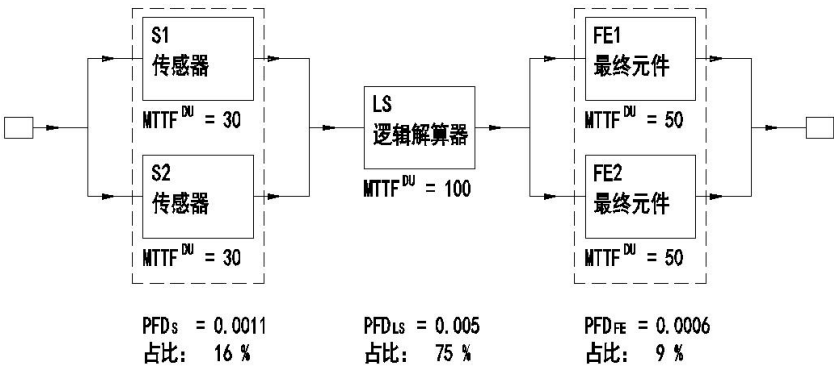 S1
传感器
MTTF^DU = 30
S2
传感器
MTTF^DU = 30
LS
逻辑解算器
MTTF^DU = 100
FE1
最终元件
MTTF^DU = 50
FE2
最终元件
MTTF^DU = 50
PFDs = 0.0011
占比: 16 %
PFDLS = 0.005
占比: 75 %
PFDFE = 0.0006
占比: 9 %